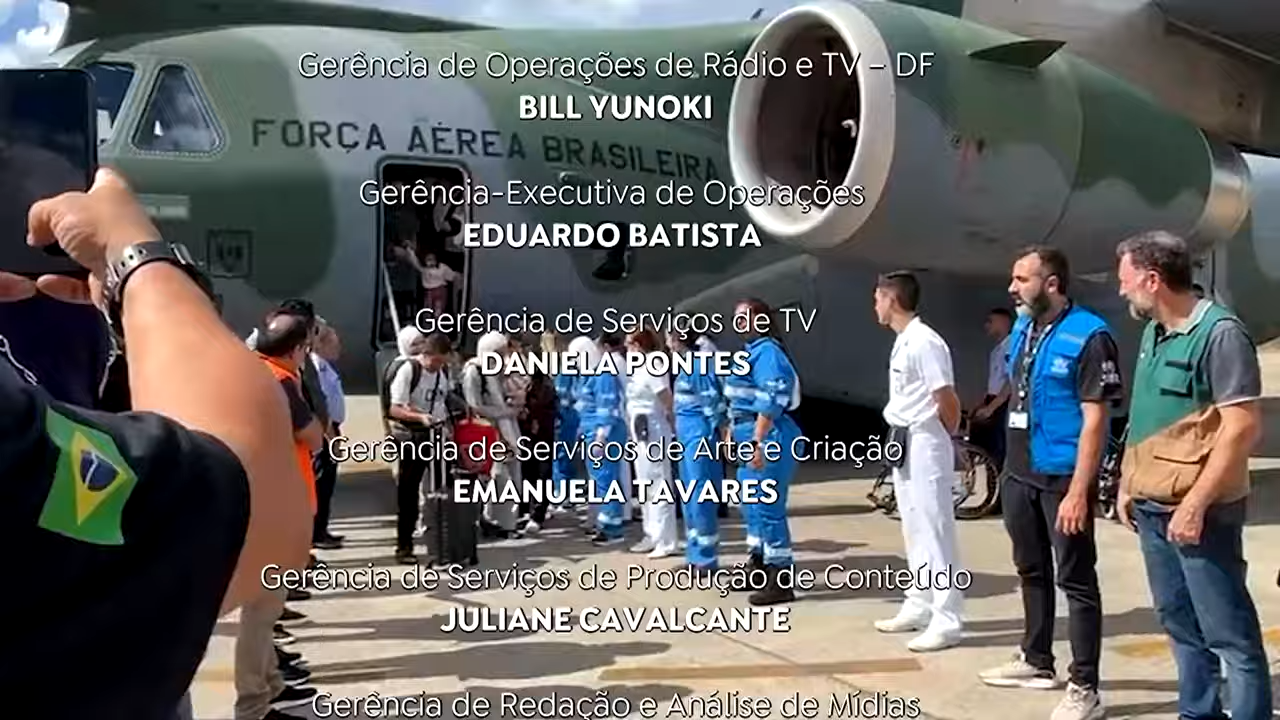 Gerência de Operações de Rádio e TV – DF
BILL YUNOKI
FORÇA AÉREA BRASILEIRA
Gerência-Executiva de Operações
EDUARDO BATISTA
Gerência de Serviços de TV
DANIELA PONTES
Gerência de Serviços de Arte e Criação
EMANUELA TAVARES
Gerência de Serviços de Produção de Conteúdo
JULIANE CAVALCANTE
Gerência de Redação e Análise de Mídias